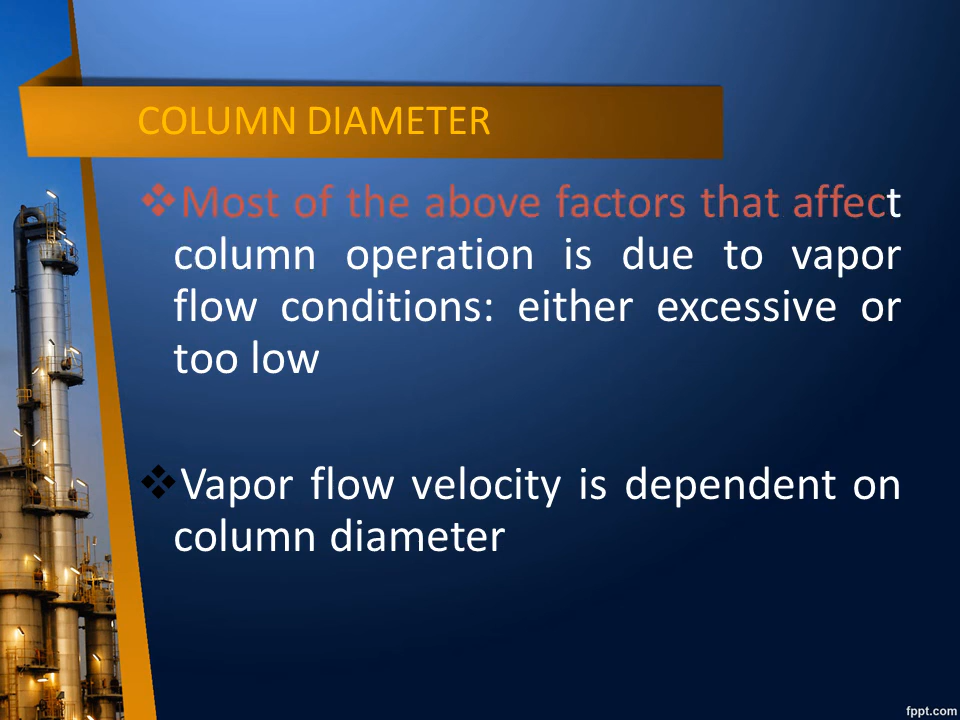 COLUMN DIAMETER
❖Most of the above factors that affect
column operation is due to vapor
flow conditions: either excessive or
too low
❖Vapor flow velocity is dependent on
column diameter
fppt.com